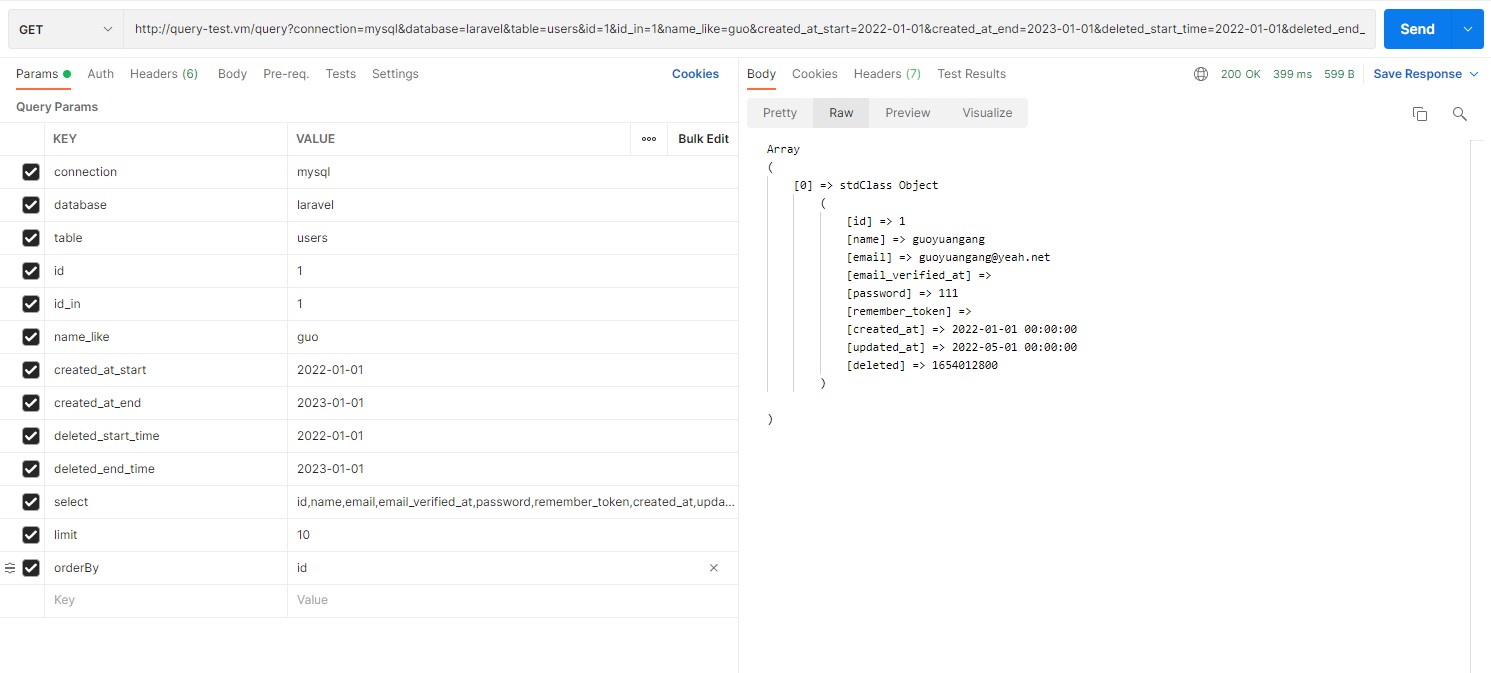 GET http://query-test.vm/query?connection=mysql&database=laravel&table=users&id=1&id_in=1&name_like=guo&created_at_start=2022-01-01&created_at_end=2023-01-01&deleted_start_time=2022-01-01&deleted_end_ Send
Params Auth Headers (6) Body Pre-req. Tests Settings Cookies
Query Params
KEY VALUE ooo Bulk Edit
connection mysql
database laravel
table users
id 1
id_in 1
name_like guo
created_at_start 2022-01-01
created_at_end 2023-01-01
deleted_start_time 2022-01-01
deleted_end_time 2023-01-01
select id,name,email,email_verified_at,password,remember_token,created_at,upda...
limit 10
orderBy id
Key Value
Body Cookies Headers (7) Test Results 200 OK 399 ms 599 B Save Response
Pretty Raw Preview Visualize
Array
(
[0] => stdClass Object
(
[id] => 1
[name] => guoyuangang
[email] => guoyuangang@yeah.net
[email_verified_at] =>
[password] => 111
[remember_token] =>
[created_at] => 2022-01-01 00:00:00
[updated_at] => 2022-05-01 00:00:00
[deleted] => 1654012800
)
)